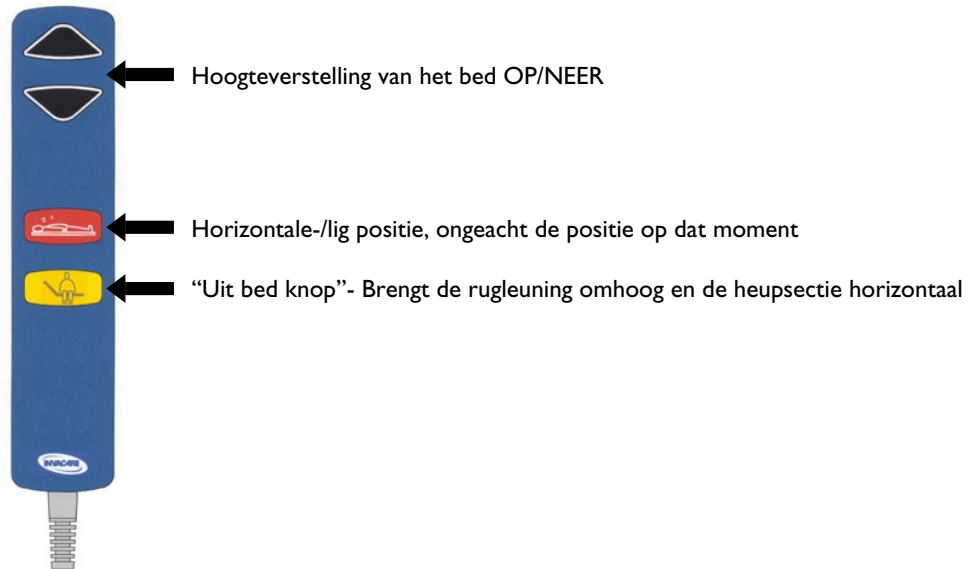 Hoogteverstelling van het bed OP/NEER
Horizontale-/lig positie, ongeacht de positie op dat moment
“Uit bed knop”- Brengt de rugleuning omhoog en de heupsectie horizontaal
INVACARE